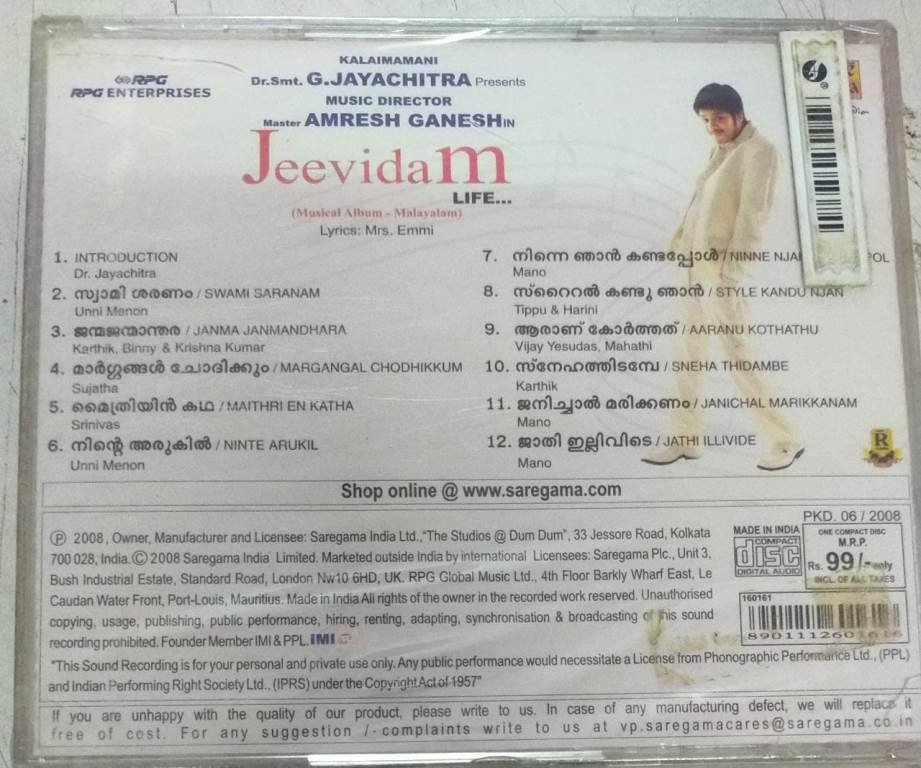 RPG
RPG ENTERPRISES
KALAIMAMANI
Dr.Smt. G.JAYACHITRA Presents
MUSIC DIRECTOR
Master AMRESH GANESH IN
Jeevidam
LIFE...
(Musical Album - Malayalam)
Lyrics: Mrs. Emmi
1. INTRODUCTION
Dr. Jayachitra
2. സ്വാമി ശരണം / SWAMI SARANAM
Unni Menon
3. ജന്മജന്മാന്തര / JANMA JANMANDHARA
Karthik, Binny & Krishna Kumar
4. മാർഗ്ഗങ്ങൾ ചോദിക്കും / MARGANGAL CHODHIKKUM
Sujatha
5. മൈത്രിയിൻ കഥ / MAITHRI EN KATHA
Srinivas
6. നിന്റെ അരുകിൽ / NINTE ARUKIL
Unni Menon
7. നിന്നെ ഞാൻ കണ്ടപ്പോൾ / NINNE
Mano
8. സ്റ്റൈൽ കണ്ടു ഞാൻ / STYLE KANDU NJAN
Tippu & Harini
9. ആരാണ് കോർത്തത് / AARANU KOTHATHU
Vijay Yesudas, Mahathi
10. സ്നേഹത്തിടമ്പേ / SNEHA THIDAMBE
Karthik
11. ജനിച്ചാൽ മരിക്കണം / JANICHAL MARIKKANAM
Mano
12. ജാതി ഇല്ലിവിടെ / JATHI ILLIVIDE
Mano
R
Shop online @ www.saregama.com
Ⓟ 2008, Owner, Manufacturer and Licensee: Saregama India Ltd.,"The Studios @ Dum Dum", 33 Jessore Road, Kolkata
700 028, India. © 2008 Saregama India Limited. Marketed outside India by international Licensees: Saregama Plc., Unit 3,
Bush Industrial Estate, Standard Road, London Nw10 6HD, UK. RPG Global Music Ltd., 4th Floor Barkly Wharf East, Le
Caudan Water Front, Port-Louis, Mauritius. Made in India All rights of the owner in the recorded work reserved. Unauthorised
copying, usage, publishing, public performance, hiring, renting, adapting, synchronisation & broadcasting of this sound
recording prohibited. Founder Member IMI & PPL. IMI
"This Sound Recording is for your personal and private use only. Any public performance would necessitate a License from Phonographic Performance Ltd., (PPL)
and Indian Performing Right Society Ltd., (IPRS) under the Copyright Act of 1957"
PKD. 06 / 2008
MADE IN INDIA
COMPACT
disc
DIGITAL AUDIO
ONE COMPACT DISC
M.R.P.
Rs. 99/- only
INCL. OF ALL TAXES
160161
If you are unhappy with the quality of our product, please write to us. In case of any manufacturing defect, we will replace it
free of cost. For any suggestion / complaints write to us at vp.saregamacares@saregama.co.in